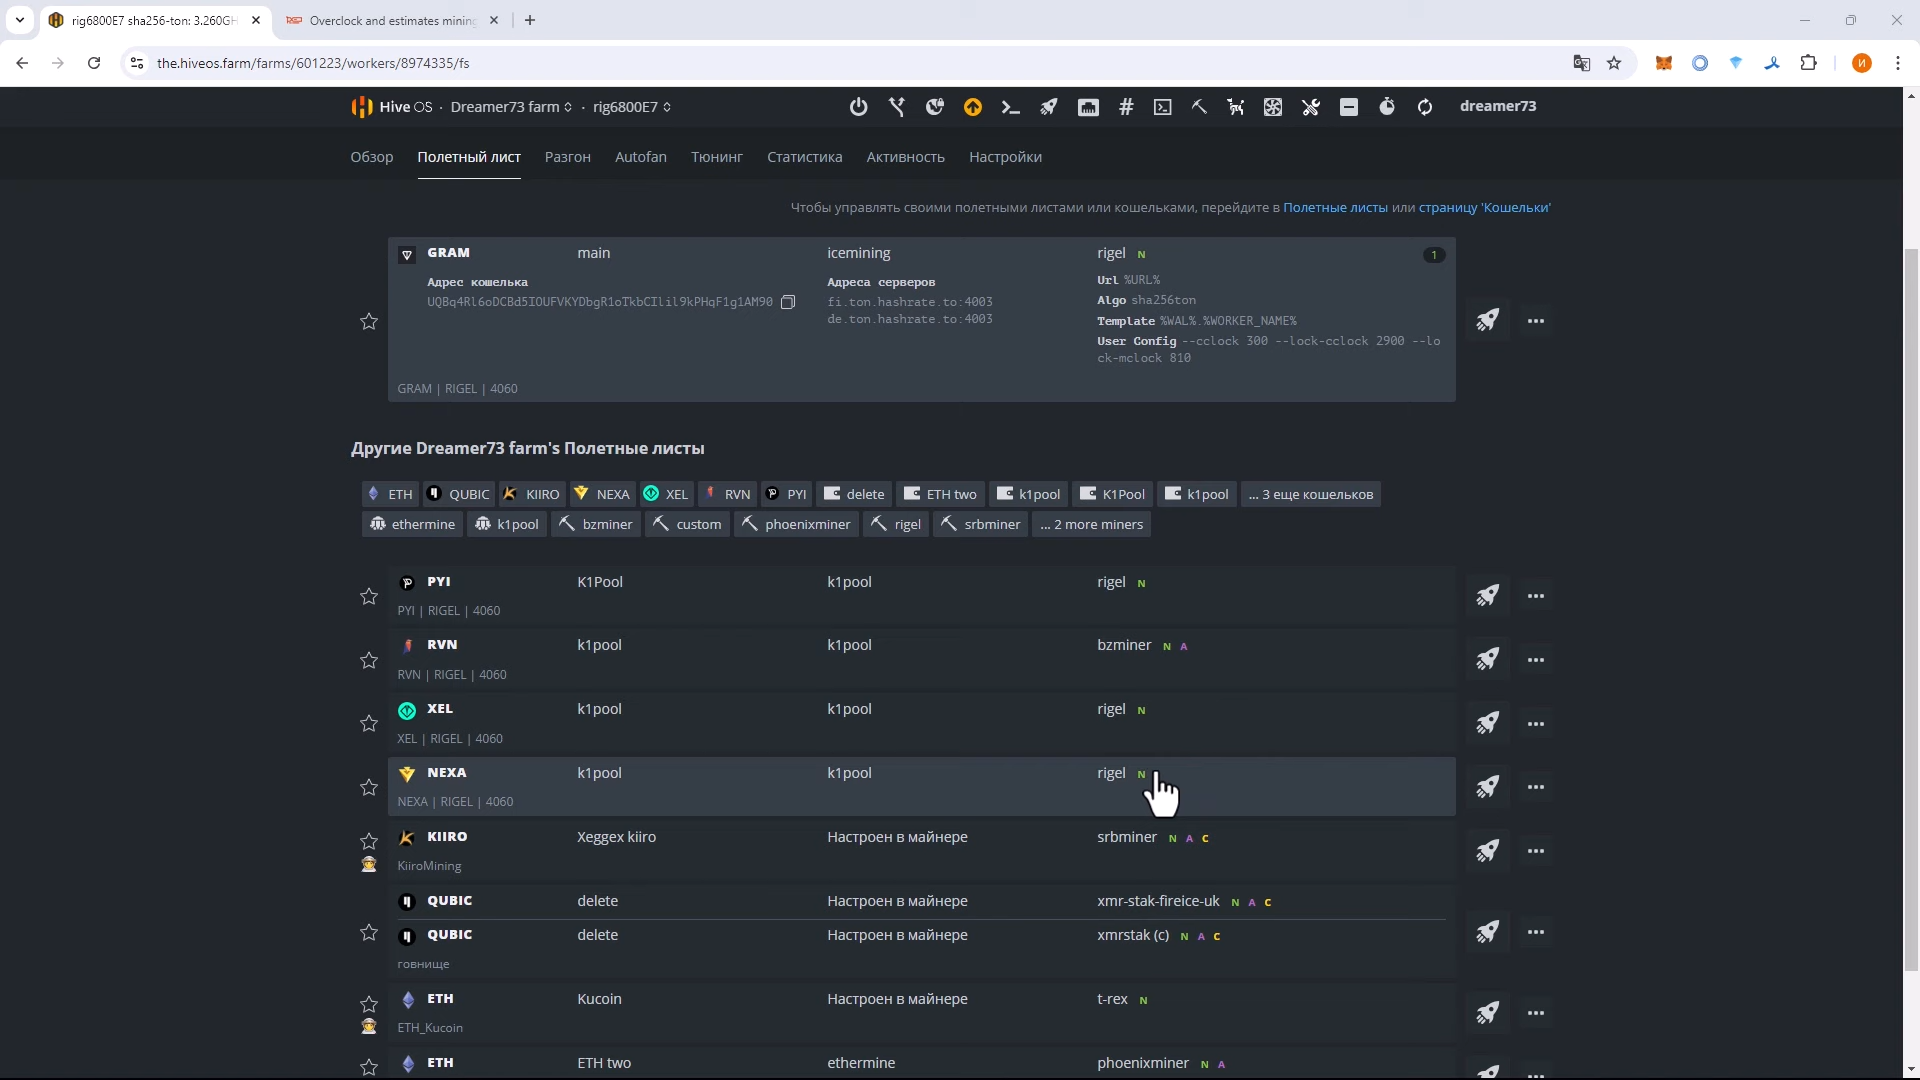 rig6800E7 sha256-ton: 3.260GH
Overclock and estimates mining
the.hiveos.farm/farms/601223/workers/8974335/fs
И
Hive OS · Dreamer73 farm · rig6800E7
dreamer73
Обзор Полетный лист Разгон Autofan Тюнинг Статистика Активность Настройки
Чтобы управлять своими полетными листами или кошельками, перейдите в Полетные листы или страницу 'Кошельки'
GRAM main icemining rigel N 1
Адрес кошелька Адреса серверов Url %URL%
UQBq4Rl6oDCBd5IOUFVKYDbgR1oTkbCIlil9kPHqF1g1AM90 fi.ton.hashrate.to:4003 Algo sha256ton
de.ton.hashrate.to:4003 Template %WAL%.%WORKER_NAME%
User Config --cclock 300 --lock-cclock 2900 --lo
ck-mclock 810
GRAM | RIGEL | 4060
Другие Dreamer73 farm's Полетные листы
ETH QUBIC KIIRO NEXA XEL RVN PYI delete ETH two k1pool K1Pool k1pool ... 3 еще кошельков
ethermine k1pool bzminer custom phoenixminer rigel srbminer ... 2 more miners
PYI K1Pool k1pool rigel N
PYI | RIGEL | 4060
RVN k1pool k1pool bzminer N A
RVN | RIGEL | 4060
XEL k1pool k1pool rigel N
XEL | RIGEL | 4060
NEXA k1pool k1pool rigel N
NEXA | RIGEL | 4060
KIIRO Xeggex kiiro Настроен в майнере srbminer N A C
KiiroMining
QUBIC delete Настроен в майнере xmr-stak-fireice-uk N A C
QUBIC delete Настроен в майнере xmrstak (c) N A C
говнище
ETH Kucoin Настроен в майнере t-rex N
ETH_Kucoin
ETH ETH two ethermine phoenixminer N A